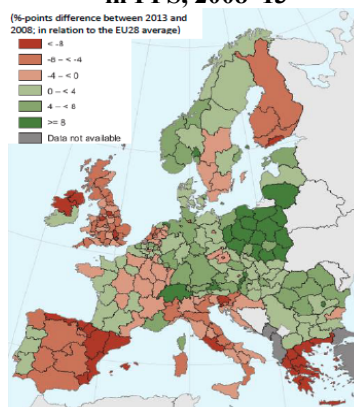 in PPS, 2008-15
(%-points difference between 2013 and
2008; in relation to the EU28 average)
< -8
-8 - < -4
-4 - < 0
0 - < 4
4 - < 8
>= 8
Data not available